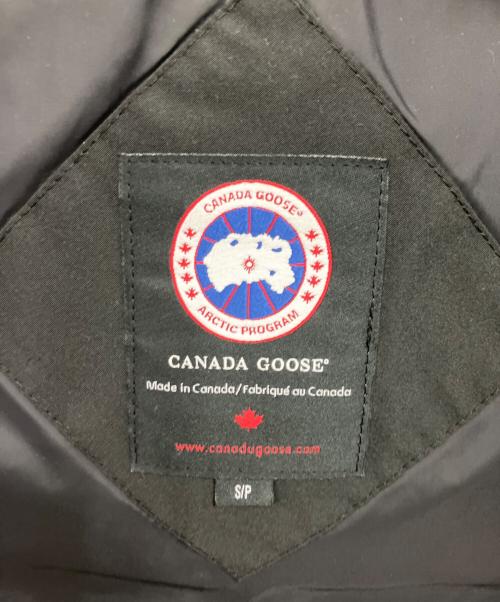 CANADA GOOSE®
ARCTIC PROGRAM
CANADA GOOSE®
Made in Canada/Fabriqué au Canada
www.canadagoose.com
S/P